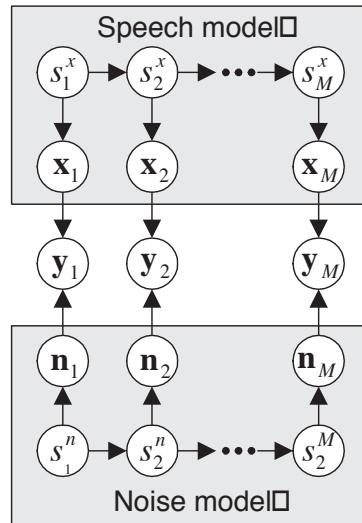 Speech model□
s_1^x s_2^x ••• s_M^x
x_1 x_2 x_M
y_1 y_2 y_M
n_1 n_2 n_M
s_1^n s_2^n ••• s_2^M
Noise model□